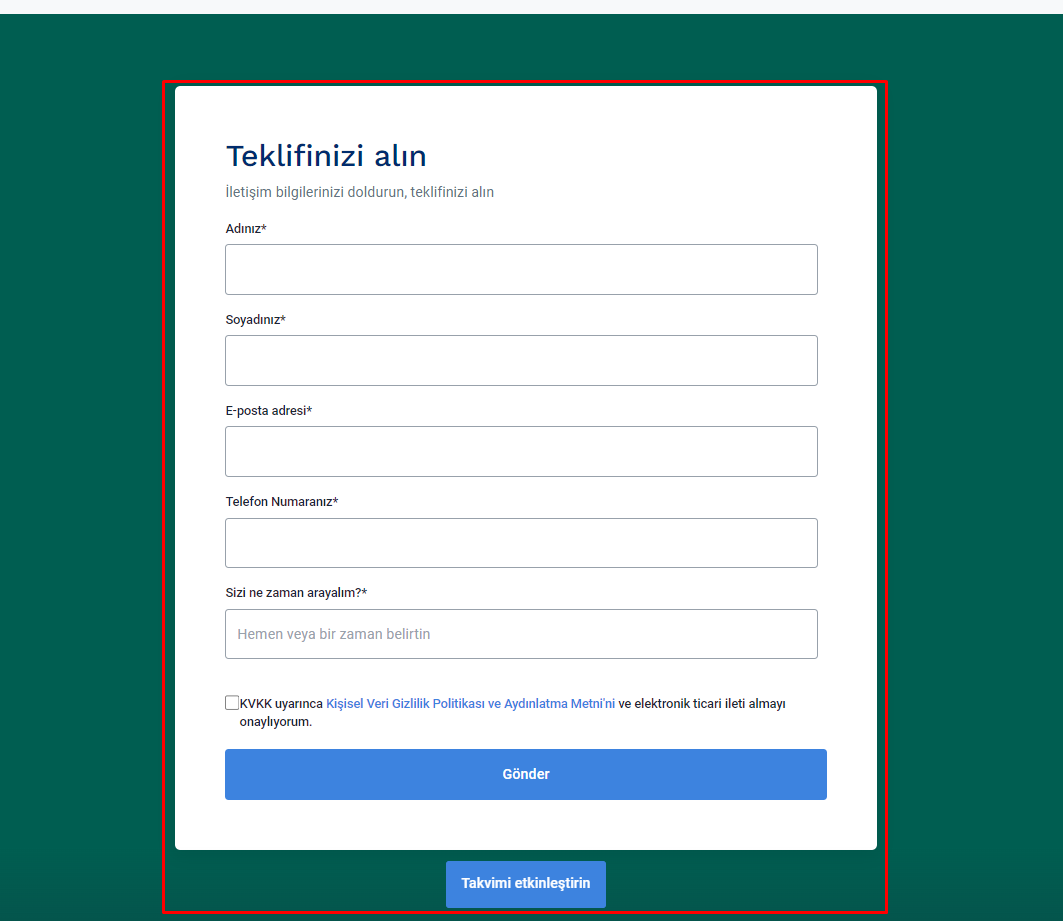 Teklifinizi alın
İletişim bilgilerinizi doldurun, teklifinizi alın
Adınız*
Soyadınız*
E-posta adresi*
Telefon Numaranız*
Sizi ne zaman arayalım?*
Hemen veya bir zaman belirtin
KVKK uyarınca Kişisel Veri Gizlilik Politikası ve Aydınlatma Metni'ni ve elektronik ticari ileti almayı
onaylıyorum.
Gönder
Takvimi etkinleştirin